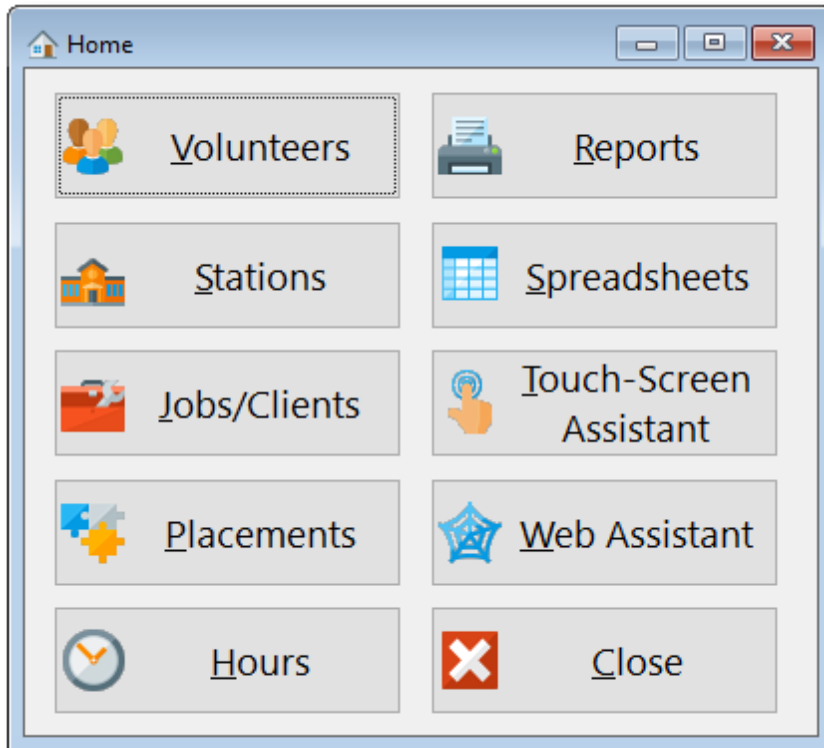 Home
Volunteers
Reports
Stations
Spreadsheets
Jobs/Clients
Touch-Screen
Assistant
Placements
Web Assistant
Hours
Close